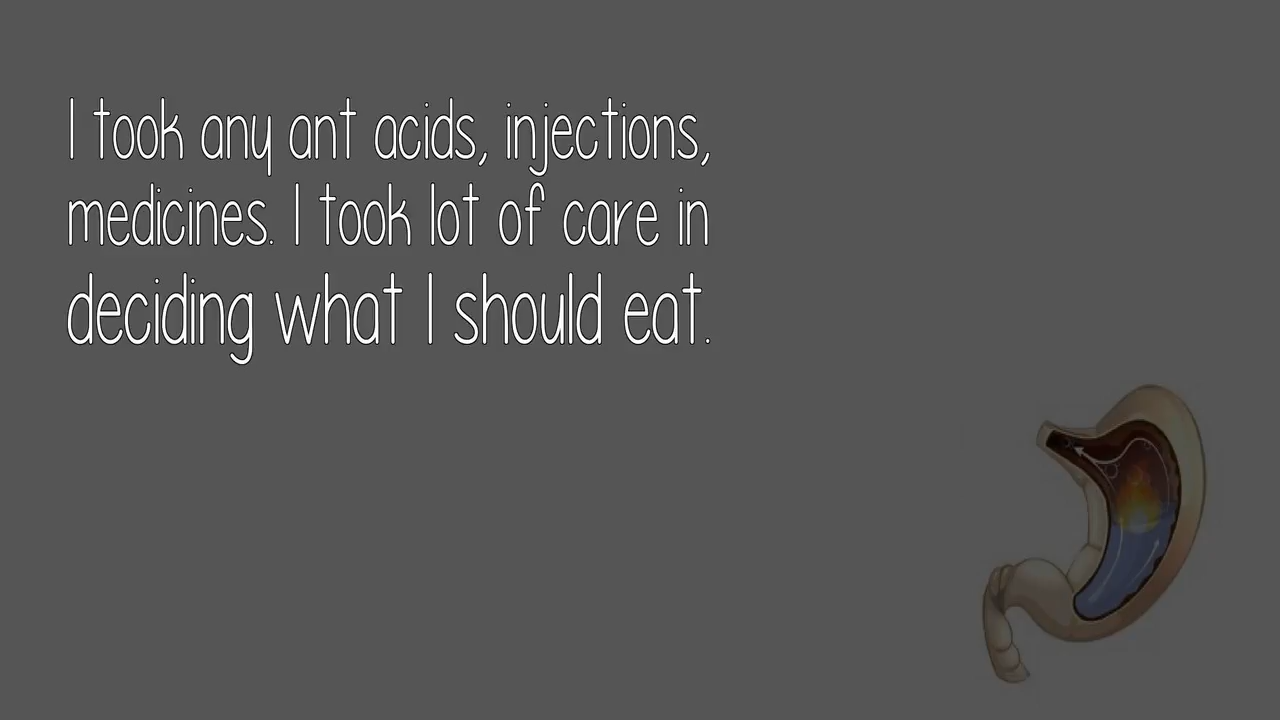 I took any ant acids, injections,
medicines. I took lot of care in
deciding what I should eat.